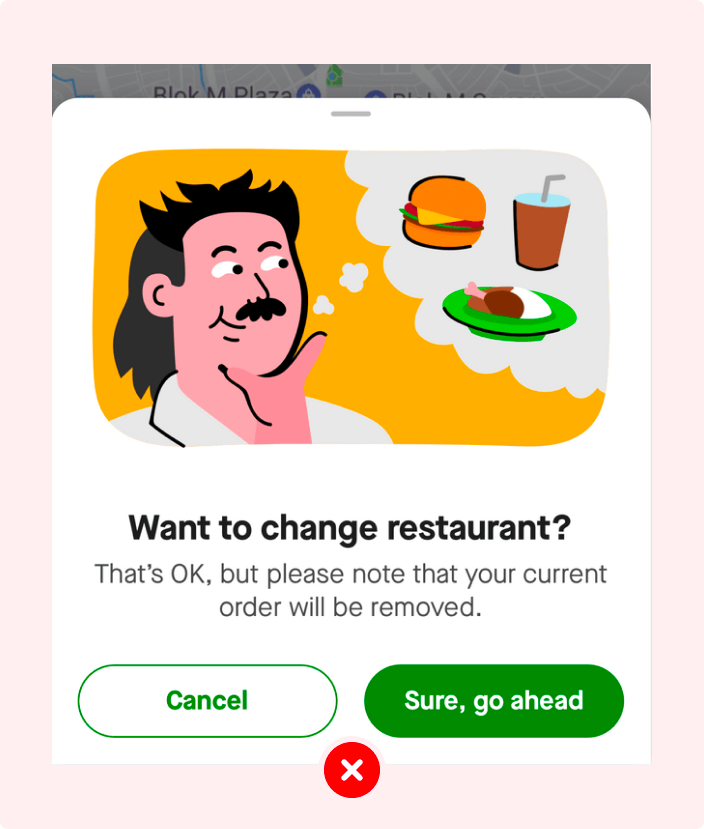 Blok M Plaza
Want to change restaurant?
That's OK, but please note that your current
order will be removed.
Cancel
Sure, go ahead